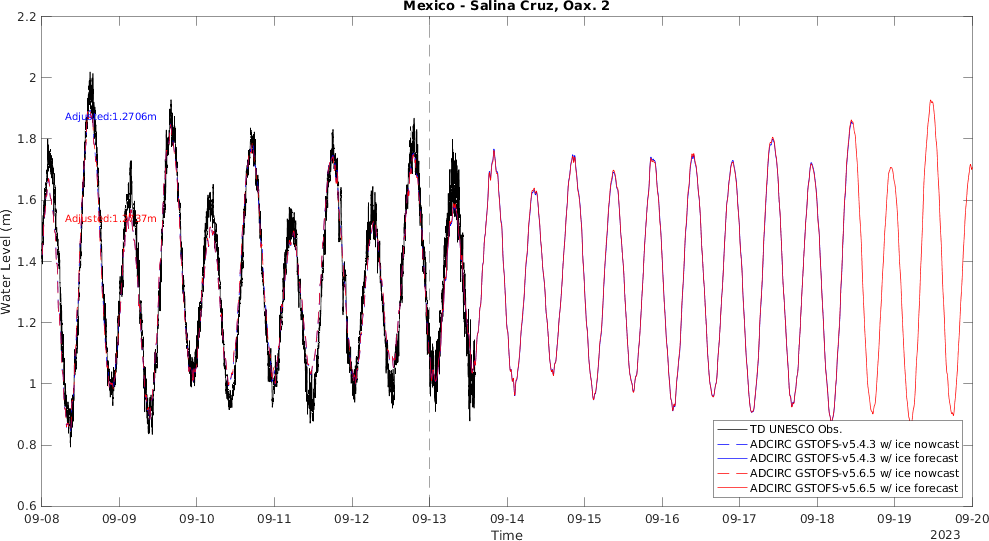 Mexico - Salina Cruz, Oax. 2
2.2
2
1.8
1.6
1.4
1.2
1
0.8
0.6
Water Level (m)
Adjusted:1.2706m
TD UNESCO Obs.
ADCIRC GSTOFS-v5.4.3 w/ ice nowcast
ADCIRC GSTOFS-v5.4.3 w/ ice forecast
ADCIRC GSTOFS-v5.6.5 w/ ice nowcast
ADCIRC GSTOFS-v5.6.5 w/ ice forecast
09-08 09-09 09-10 09-11 09-12 09-13 09-14 09-15 09-16 09-17 09-18 09-19 09-20
Time
2023